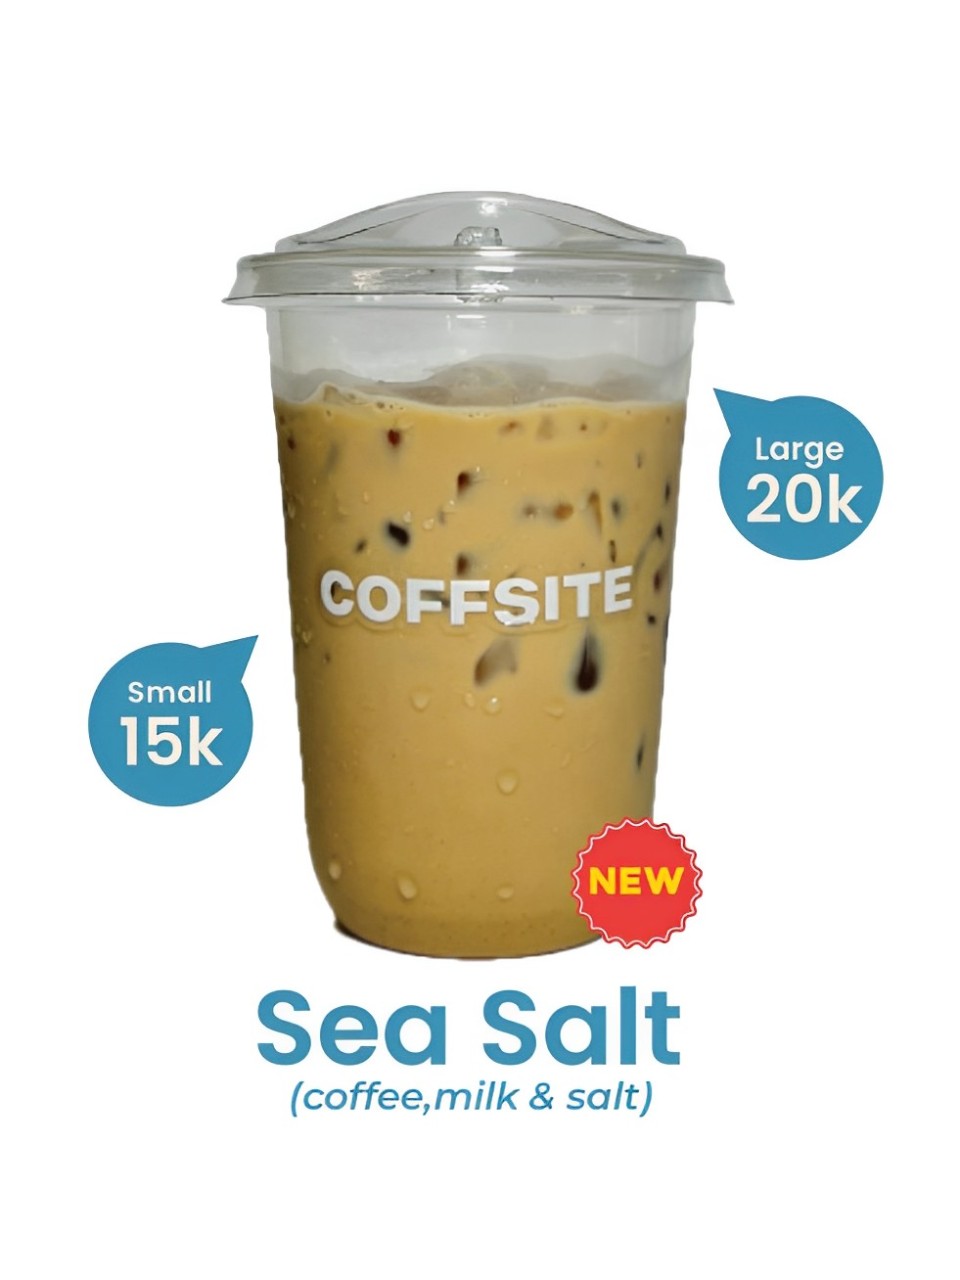 Large
20k
COFFSITE
Small
15k
NEW
Sea Salt
(coffee,milk & salt)